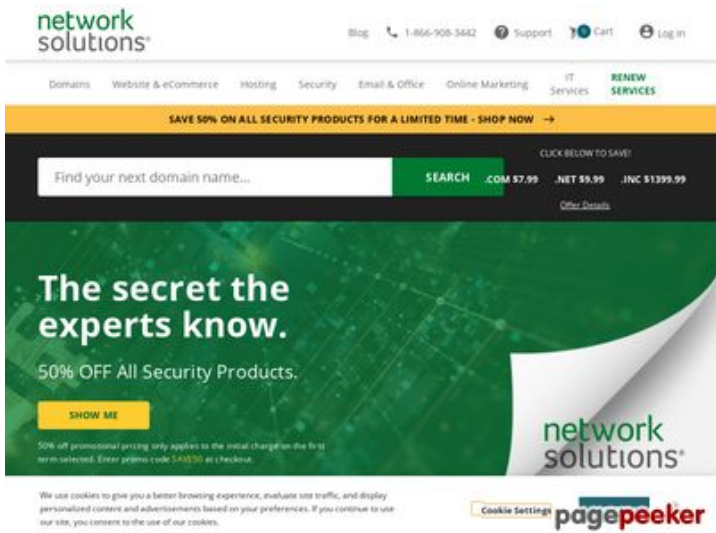 network
solutions®
Blog 1-866-908-3442 Support 0 Cart Log In
Domains Website & eCommerce Hosting Security Email & Office Online Marketing IT Services RENEW SERVICES
SAVE 50% ON ALL SECURITY PRODUCTS FOR A LIMITED TIME - SHOP NOW →
CLICK BELOW TO SAVE!
Find your next domain name... SEARCH .COM $7.99 .NET $9.99 .INC $1399.99
Offer Details
The secret the
experts know.
50% OFF All Security Products.
SHOW ME
50% off promotional pricing only applies to the initial charge on the first
term selected. Enter promo code SAVE50 at checkout.
network
solutions®
We use cookies to give you a better browsing experience, evaluate site traffic, and display
personalized content and advertisements based on your preferences. If you continue to use
our site, you consent to the use of our cookies.
Cookie Settings
pagepeeker